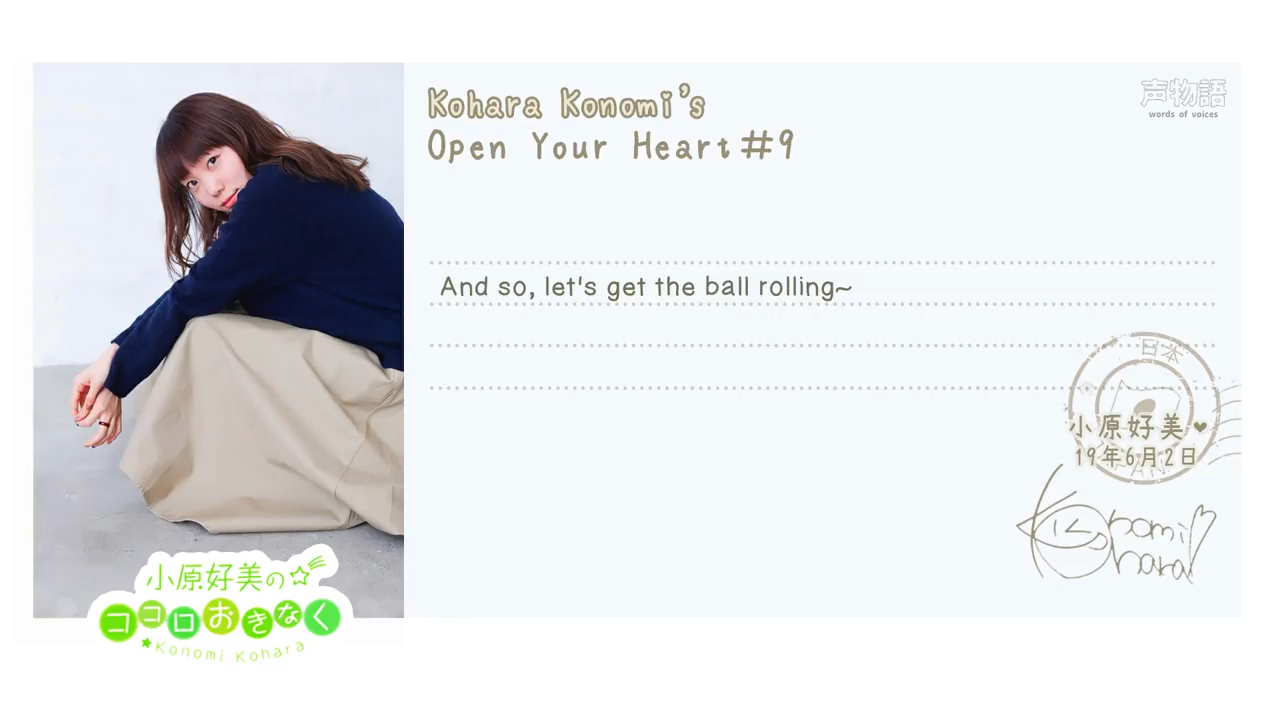 Kohara Konomi's
Open Your Heart #9
声物語
words of voices
And so, let's get the ball rolling~
日本
小原好美❤
19年6月2日
Konomi
Kohara
小原好美の☆
ココロおきなく
★Konomi Kohara